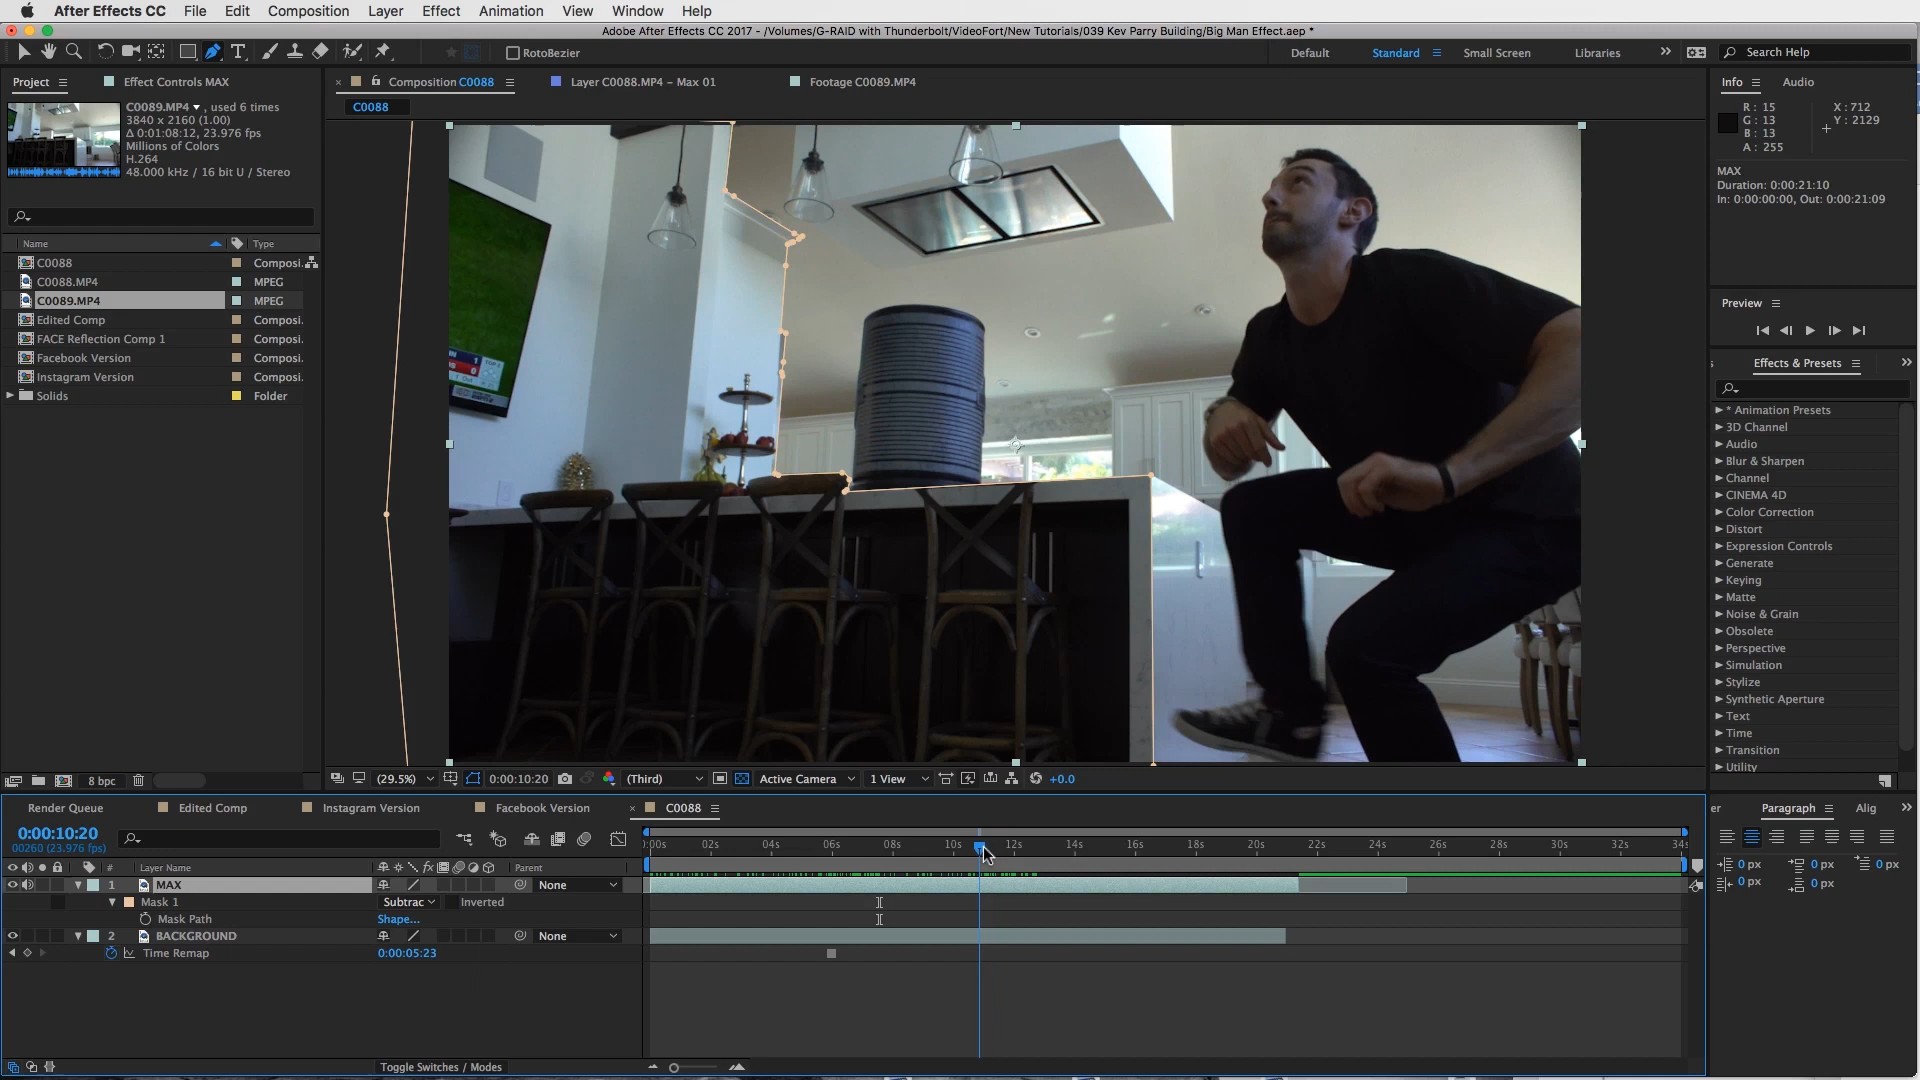 After Effects CC File Edit Composition Layer Effect Animation View Window Help
Adobe After Effects CC 2017 - /Volumes/G-RAID with Thunderbolt/VideoFort/New Tutorials/039 Kev Parry Building/Big Man Effect.aep *
T RotoBezier Default Standard Small Screen Libraries Search Help
Project Effect Controls MAX
C0089.MP4 , used 6 times
3840 x 2160 (1.00)
Δ 0:01:08:12, 23.976 fps
Millions of Colors
H.264
48.000 kHz / 16 bit U / Stereo
Name Type
C0088 Composi.
C0088.MP4 MPEG
C0089.MP4 MPEG
Edited Comp Composi.
FACE Reflection Comp 1 Composi.
Facebook Version Composi.
Instagram Version Composi.
Solids Folder
8 bpc
Composition C0088 Layer C0088.MP4 – Max 01 Footage C0089.MP4
C0088
(29.5%) 0:00:10:20 (Third) Active Camera 1 View +0.0
Info Audio
R : 15 X : 712
G : 13 Y : 2129
B : 13
A : 255
MAX
Duration: 0:00:21:10
In: 0:00:00:00, Out: 0:00:21:09
Preview
Effects & Presets
* Animation Presets
3D Channel
Audio
Blur & Sharpen
Channel
CINEMA 4D
Color Correction
Distort
Expression Controls
Generate
Keying
Matte
Noise & Grain
Obsolete
Perspective
Simulation
Stylize
Synthetic Aperture
Text
Time
Transition
Utility
Render Queue Edited Comp Instagram Version Facebook Version C0088
0:00:10:20
00260 (23.976 fps)
:00s 02s 04s 06s 08s 10s 12s 14s 16s 18s 20s 22s 24s 26s 28s 30s 32s 34s
# Layer Name fx Parent
1 MAX None
Mask 1 Subtrac Inverted
Mask Path Shape...
2 BACKGROUND None
Time Remap 0:00:05:23
Toggle Switches / Modes
er Paragraph Alig
0 px 0 px 0 px
0 px 0 px